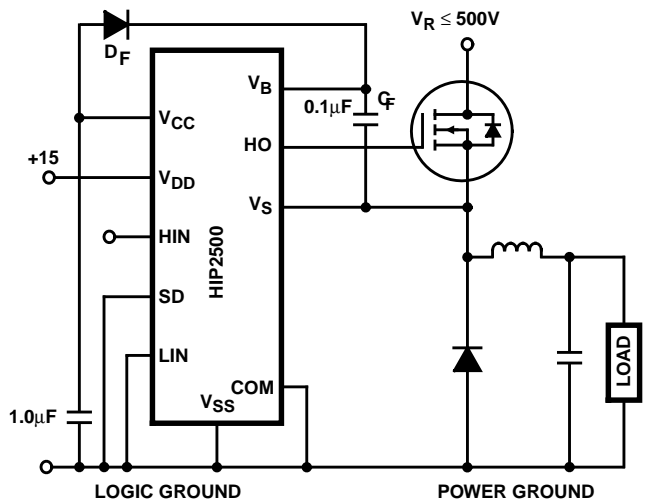 V_R ≤ 500V
D_F
V_B
0.1µF
C_F
V_CC
HO
+15
V_DD
V_S
HIN
HIP2500
SD
LIN
COM
V_SS
1.0µF
LOAD
LOGIC GROUND
POWER GROUND